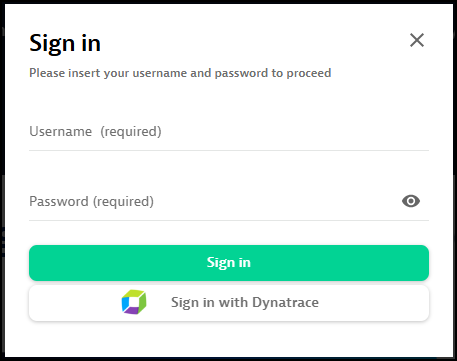 Sign in
Please insert your username and password to proceed
Username (required)
Password (required)
Sign in
Sign in with Dynatrace